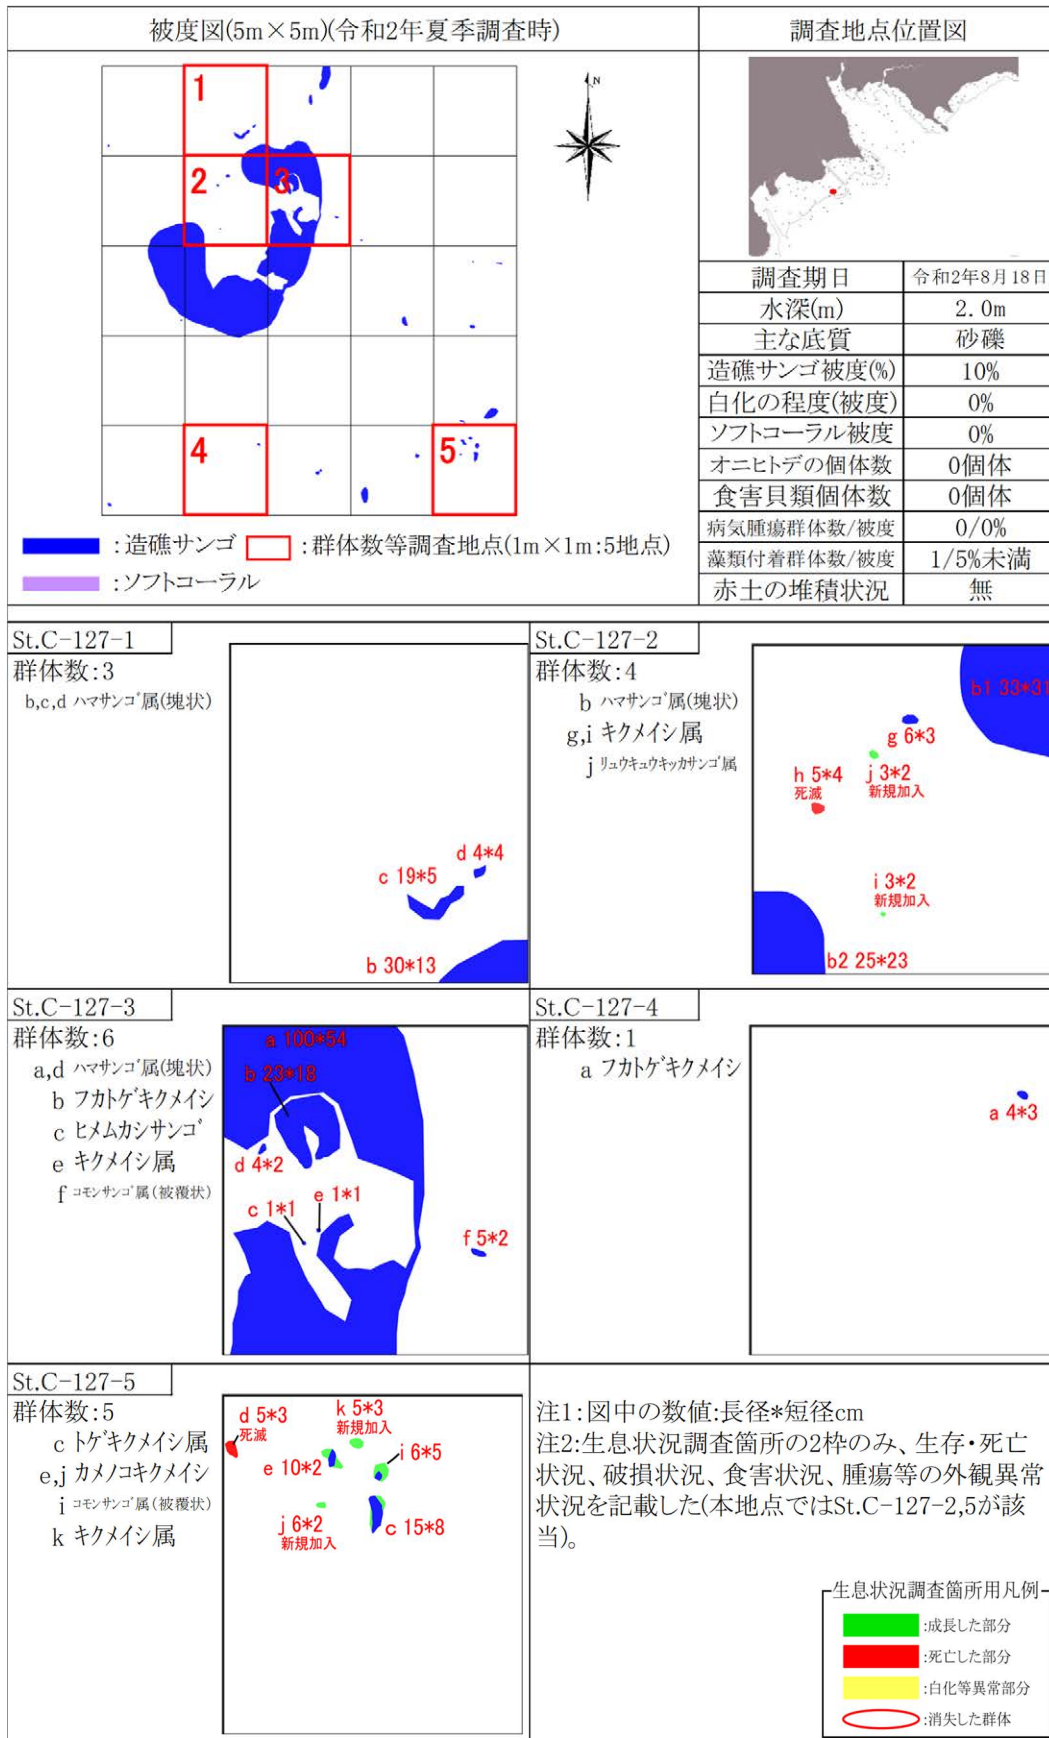 被度図(5m×5m)(令和2年夏季調査時)
調査地点位置図
1
2
3
4
5
N
:造礁サンゴ
:群体数等調査地点(1m×1m:5地点)
:ソフトコーラル
調査期日 令和2年8月18日
水深(m) 2.0m
主な底質 砂礫
造礁サンゴ被度(%) 10%
白化の程度(被度) 0%
ソフトコーラル被度 0%
オニヒトデの個体数 0個体
食害貝類個体数 0個体
病気腫瘍群体数/被度 0/0%
藻類付着群体数/被度 1/5%未満
赤土の堆積状況 無
St.C-127-1
群体数:3
b,c,d ハマサンゴ属(塊状)
d 4*4
c 19*5
b 30*13
St.C-127-2
群体数:4
b ハマサンゴ属(塊状)
g,i キクメイシ属
j リュウキュウキッカサンゴ属
b1 33*31
g 6*3
h 5*4
死滅
j 3*2
新規加入
i 3*2
新規加入
b2 25*23
St.C-127-3
群体数:6
a,d ハマサンゴ属(塊状)
b フカトゲキクメイシ
c ヒメムカシサンゴ
e キクメイシ属
f コモンサンゴ属(被覆状)
a 100*54
b 23*18
d 4*2
c 1*1
e 1*1
f 5*2
St.C-127-4
群体数:1
a フカトゲキクメイシ
a 4*3
St.C-127-5
群体数:5
c トゲキクメイシ属
e,j カメノコキクメイシ
i コモンサンゴ属(被覆状)
k キクメイシ属
d 5*3
死滅
k 5*3
新規加入
e 10*2
i 6*5
j 6*2
新規加入
c 15*8
注1:図中の数値:長径*短径cm
注2:生息状況調査箇所の2枠のみ、生存・死亡
状況、破損状況、食害状況、腫瘍等の外観異常
状況を記載した(本地点ではSt.C-127-2,5が該
当)。
生息状況調査箇所用凡例
:成長した部分
:死亡した部分
:白化等異常部分
:消失した群体